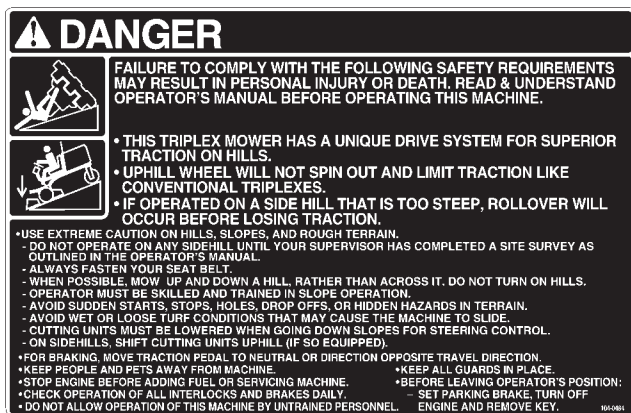 DANGER
FAILURE TO COMPLY WITH THE FOLLOWING SAFETY REQUIREMENTS
MAY RESULT IN PERSONAL INJURY OR DEATH. READ & UNDERSTAND
OPERATOR'S MANUAL BEFORE OPERATING THIS MACHINE.
• THIS TRIPLEX MOWER HAS A UNIQUE DRIVE SYSTEM FOR SUPERIOR
TRACTION ON HILLS.
• UPHILL WHEEL WILL NOT SPIN OUT AND LIMIT TRACTION LIKE
CONVENTIONAL TRIPLEXES.
• IF OPERATED ON A SIDE HILL THAT IS TOO STEEP, ROLLOVER WILL
OCCUR BEFORE LOSING TRACTION.
•USE EXTREME CAUTION ON HILLS, SLOPES, AND ROUGH TERRAIN.
- DO NOT OPERATE ON ANY SIDEHILL UNTIL YOUR SUPERVISOR HAS COMPLETED A SITE SURVEY AS
OUTLINED IN THE OPERATOR'S MANUAL.
- ALWAYS FASTEN YOUR SEAT BELT.
- WHEN POSSIBLE, MOW UP AND DOWN A HILL, RATHER THAN ACROSS IT. DO NOT TURN ON HILLS.
- OPERATOR MUST BE SKILLED AND TRAINED IN SLOPE OPERATION.
- AVOID SUDDEN STARTS, STOPS, HOLES, DROP OFFS, OR HIDDEN HAZARDS IN TERRAIN.
- AVOID WET OR LOOSE TURF CONDITIONS THAT MAY CAUSE THE MACHINE TO SLIDE.
- CUTTING UNITS MUST BE LOWERED WHEN GOING DOWN SLOPES FOR STEERING CONTROL.
- ON SIDEHILLS, SHIFT CUTTING UNITS UPHILL (IF SO EQUIPPED).
•FOR BRAKING, MOVE TRACTION PEDAL TO NEUTRAL OR DIRECTION OPPOSITE TRAVEL DIRECTION.
•KEEP PEOPLE AND PETS AWAY FROM MACHINE.
•STOP ENGINE BEFORE ADDING FUEL OR SERVICING MACHINE.
•CHECK OPERATION OF ALL INTERLOCKS AND BRAKES DAILY.
• DO NOT ALLOW OPERATION OF THIS MACHINE BY UNTRAINED PERSONNEL.
•KEEP ALL GUARDS IN PLACE.
•BEFORE LEAVING OPERATOR'S POSITION:
- SET PARKING BRAKE, TURN OFF
ENGINE AND REMOVE KEY.
104-0484